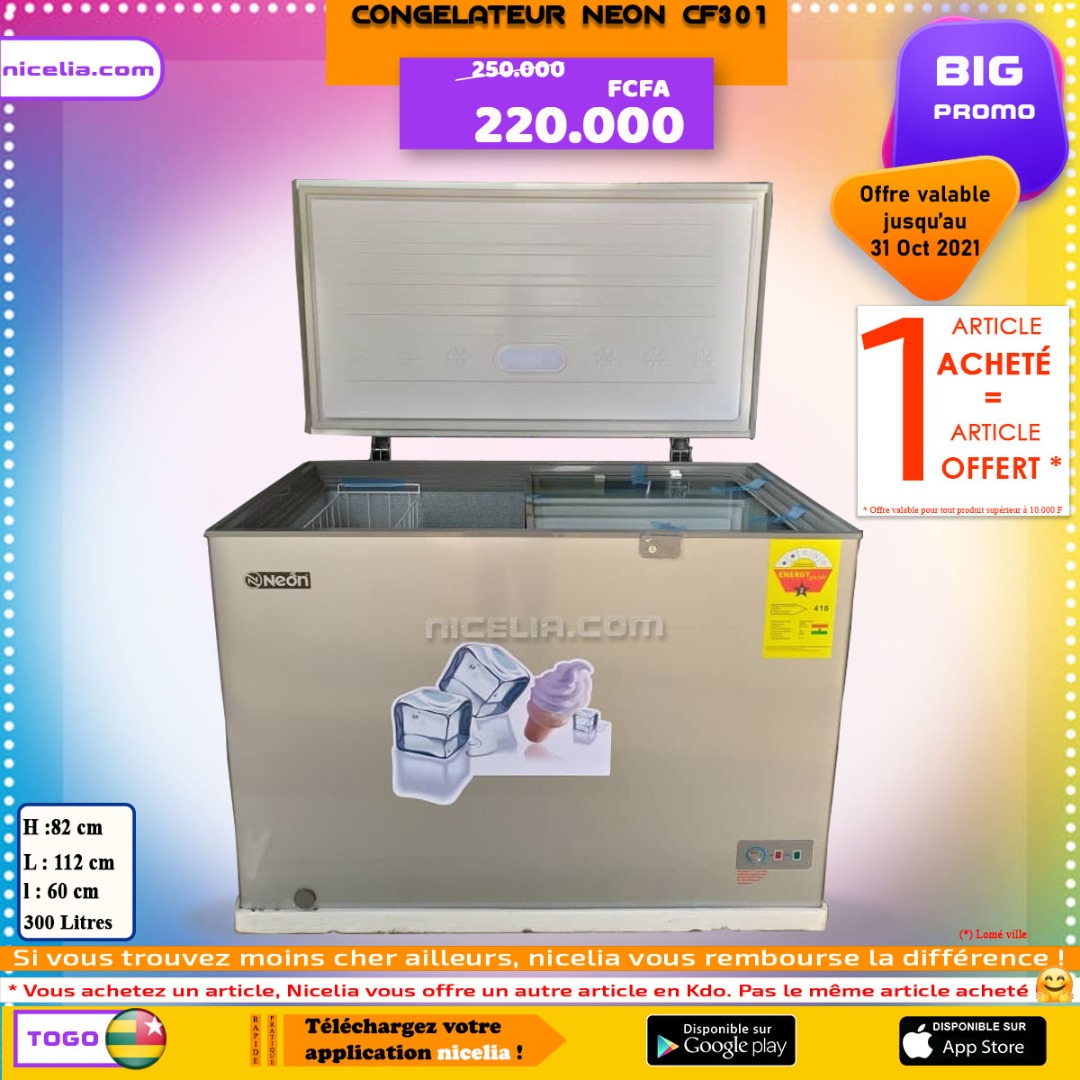 CONGELATEUR NEON CF301
nicelia.com
250.000
FCFA
220.000
BIG
PROMO
Offre valable
jusqu'au
31 Oct 2021
1
ARTICLE
ACHETÉ
=
ARTICLE
OFFERT *
* Offre valable pour tout produit supérieur à 10.000 F
Neon
ENERGY guide
416
NICELIA.COM
H :82 cm
L : 112 cm
l : 60 cm
300 Litres
(*) Lomé ville
Si vous trouvez moins cher ailleurs, nicelia vous rembourse la différence !
* Vous achetez un article, Nicelia vous offre un autre article en Kdo. Pas le même article acheté
TOGO
RAPIDE
PRATIQUE
Téléchargez votre
application nicelia !
Disponible sur
Google play
DISPONIBLE SUR
App Store